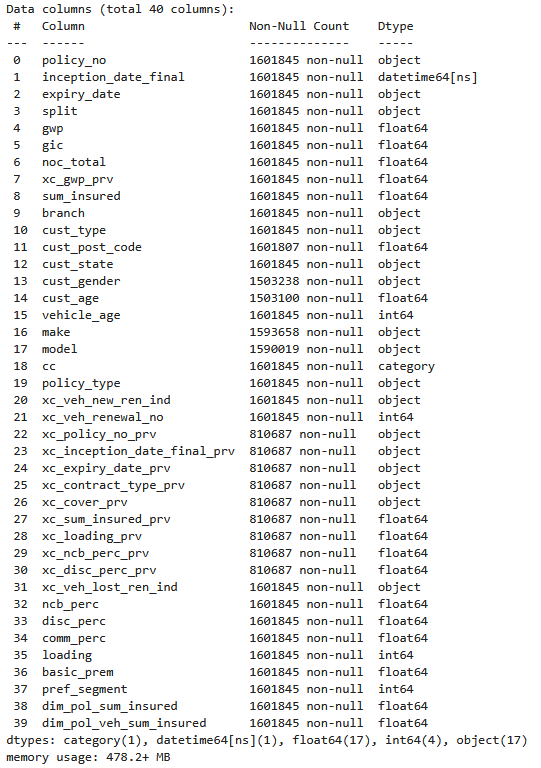 Data columns (total 40 columns):
 #   Column                      Non-Null Count    Dtype
---  ------                      --------------    -----
 0   policy_no                   1601845 non-null  object
 1   inception_date_final        1601845 non-null  datetime64[ns]
 2   expiry_date                 1601845 non-null  object
 3   split                       1601845 non-null  object
 4   gwp                         1601845 non-null  float64
 5   gic                         1601845 non-null  float64
 6   noc_total                   1601845 non-null  float64
 7   xc_gwp_prv                  1601845 non-null  float64
 8   sum_insured                 1601845 non-null  float64
 9   branch                      1601845 non-null  object
 10  cust_type                   1601845 non-null  object
 11  cust_post_code              1601807 non-null  float64
 12  cust_state                  1601845 non-null  object
 13  cust_gender                 1503238 non-null  object
 14  cust_age                    1503100 non-null  float64
 15  vehicle_age                 1601845 non-null  int64
 16  make                        1593658 non-null  object
 17  model                       1590019 non-null  object
 18  cc                          1601845 non-null  category
 19  policy_type                 1601845 non-null  object
 20  xc_veh_new_ren_ind          1601845 non-null  object
 21  xc_veh_renewal_no           1601845 non-null  int64
 22  xc_policy_no_prv            810687 non-null   object
 23  xc_inception_date_final_prv 810687 non-null   object
 24  xc_expiry_date_prv          810687 non-null   object
 25  xc_contract_type_prv        810687 non-null   object
 26  xc_cover_prv                810687 non-null   object
 27  xc_sum_insured_prv          810687 non-null   float64
 28  xc_loading_prv              810687 non-null   float64
 29  xc_ncb_perc_prv             810687 non-null   float64
 30  xc_disc_perc_prv            810687 non-null   float64
 31  xc_veh_lost_ren_ind         1601845 non-null  object
 32  ncb_perc                    1601845 non-null  float64
 33  disc_perc                   1601845 non-null  float64
 34  comm_perc                   1601845 non-null  float64
 35  loading                     1601845 non-null  int64
 36  basic_prem                  1601845 non-null  float64
 37  pref_segment                1601845 non-null  int64
 38  dim_pol_sum_insured         1601845 non-null  float64
 39  dim_pol_veh_sum_insured     1601845 non-null  float64
dtypes: category(1), datetime64[ns](1), float64(17), int64(4), object(17)
memory usage: 478.2+ MB